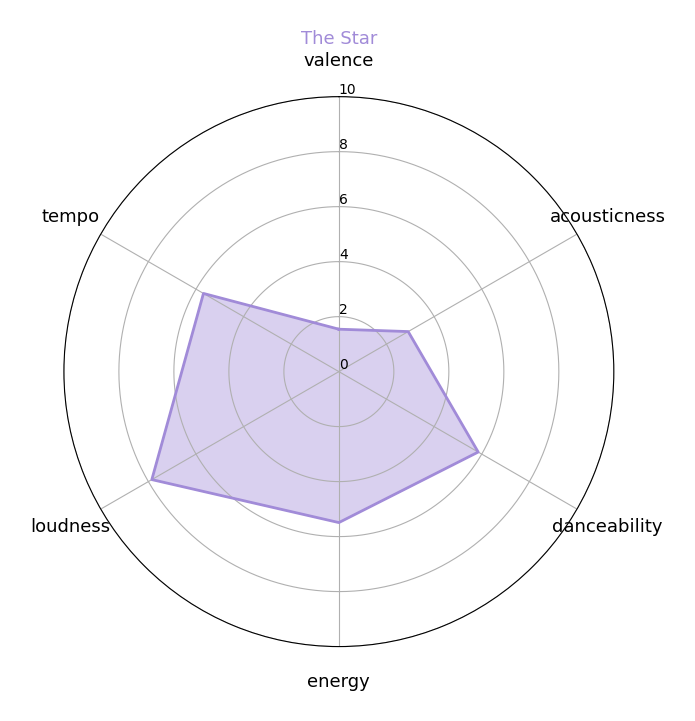 The Star
valence
10
8
6
4
2
0
tempo
acousticness
loudness
danceability
energy